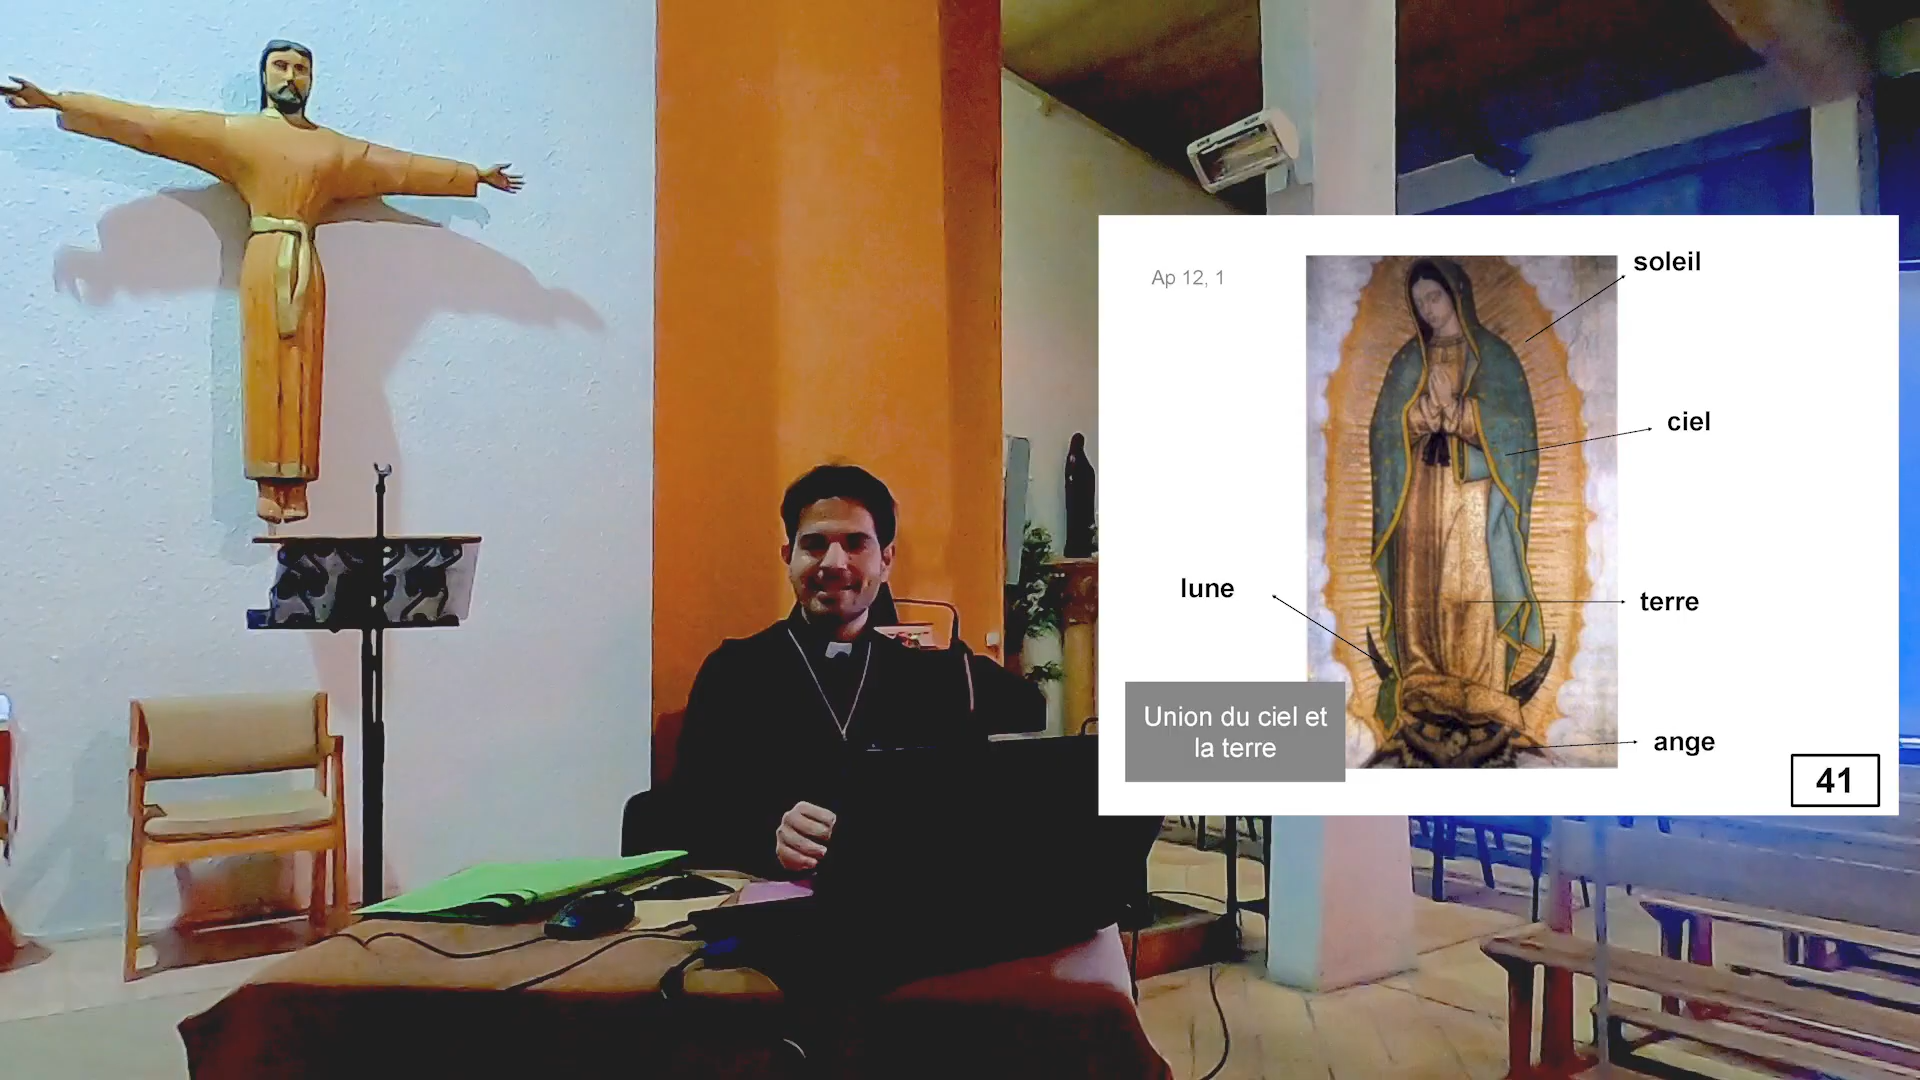 Ap 12, 1
soleil
ciel
lune
terre
Union du ciel et
la terre
ange
41